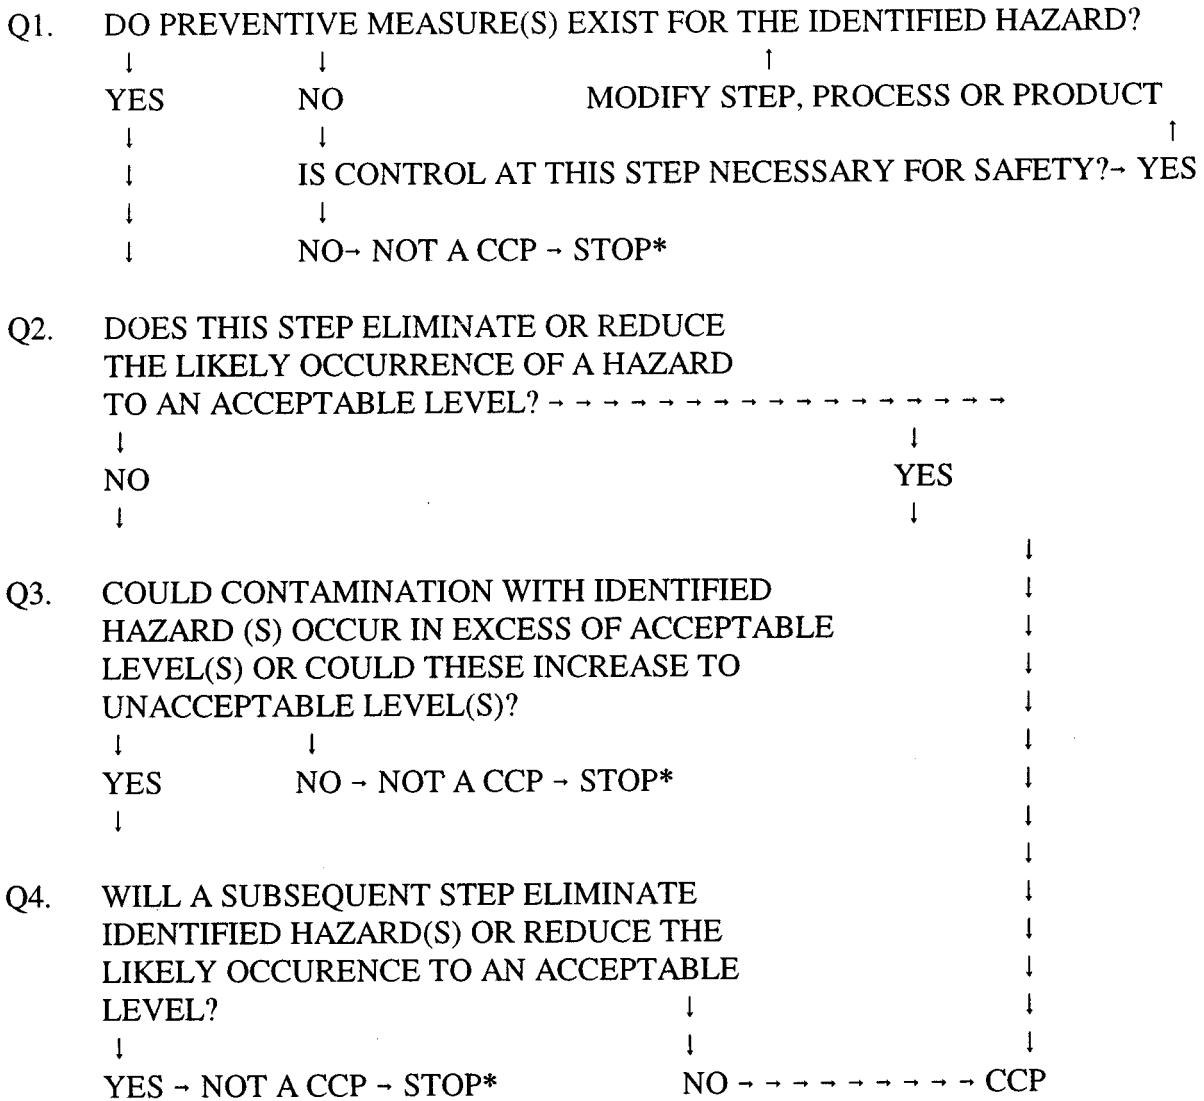 Q1. DO PREVENTIVE MEASURE(S) EXIST FOR THE IDENTIFIED HAZARD?
↓ ↓ ↑
YES NO MODIFY STEP, PROCESS OR PRODUCT
↓ ↓ ↑
↓ IS CONTROL AT THIS STEP NECESSARY FOR SAFETY?→ YES
↓ ↓
↓ NO→ NOT A CCP → STOP*
Q2. DOES THIS STEP ELIMINATE OR REDUCE
THE LIKELY OCCURRENCE OF A HAZARD
TO AN ACCEPTABLE LEVEL? → → → → → → → → → → → → → → → → →
↓ ↓
NO YES
↓ ↓
↓
Q3. COULD CONTAMINATION WITH IDENTIFIED ↓
HAZARD (S) OCCUR IN EXCESS OF ACCEPTABLE ↓
LEVEL(S) OR COULD THESE INCREASE TO ↓
UNACCEPTABLE LEVEL(S)? ↓
↓ ↓ ↓
YES NO → NOT A CCP → STOP* ↓
↓ ↓
↓
Q4. WILL A SUBSEQUENT STEP ELIMINATE ↓
IDENTIFIED HAZARD(S) OR REDUCE THE ↓
LIKELY OCCURENCE TO AN ACCEPTABLE ↓
LEVEL? ↓ ↓
↓ ↓ ↓
YES → NOT A CCP → STOP* NO → → → → → → → → → CCP